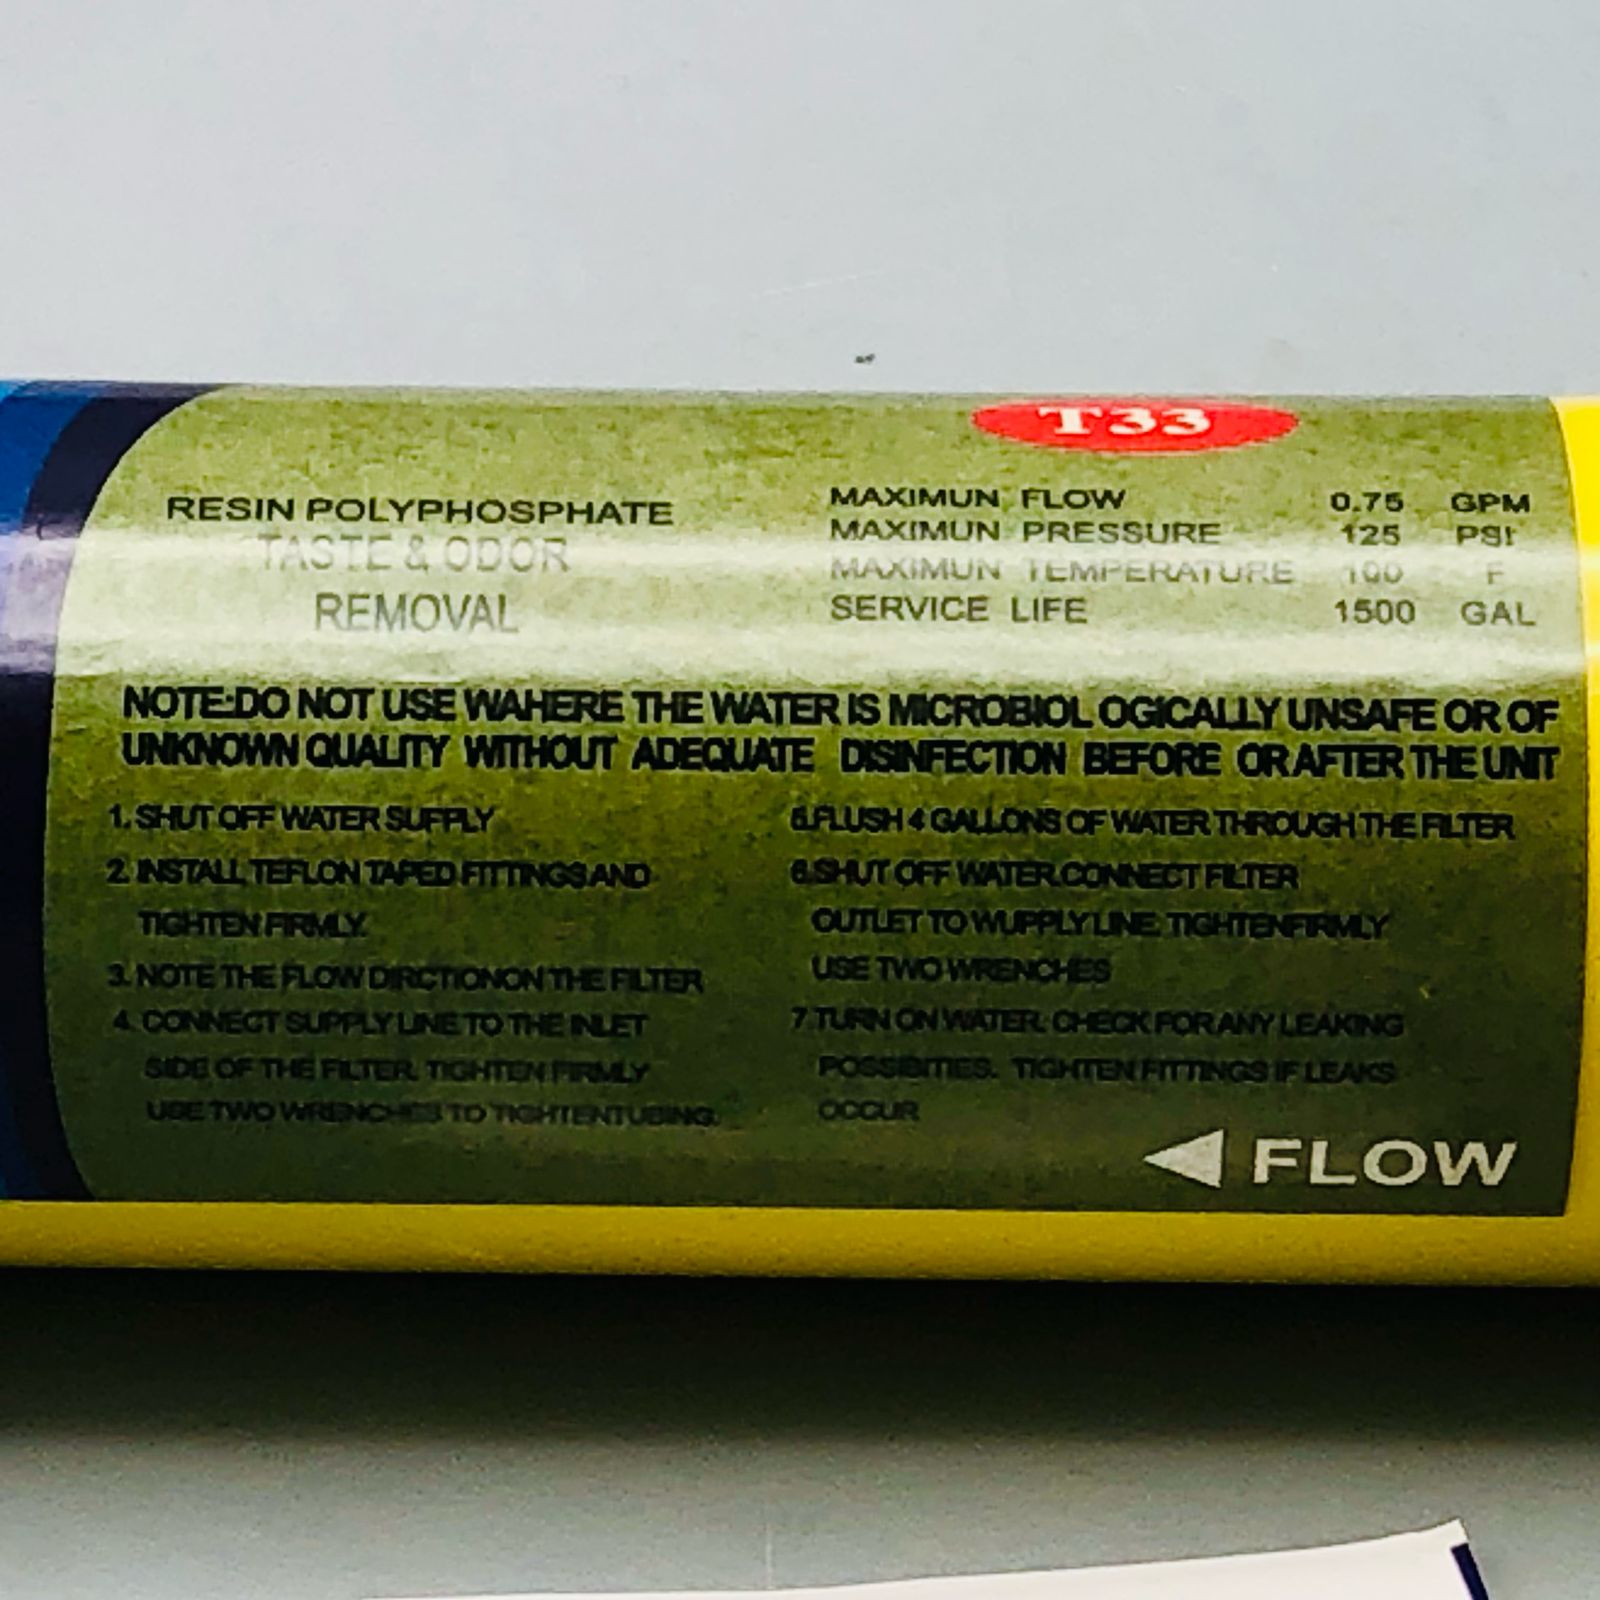 T33
RESIN POLYPHOSPHATE
TASTE & ODOR
REMOVAL
MAXIMUN FLOW 0.75 GPM
MAXIMUN PRESSURE 125 PSI
MAXIMUN TEMPERATURE 100 F
SERVICE LIFE 1500 GAL
NOTE:DO NOT USE WAHERE THE WATER IS MICROBIOL OGICALLY UNSAFE OR OF
UNKNOWN QUALITY WITHOUT ADEQUATE DISINFECTION BEFORE OR AFTER THE UNIT
1. SHUT OFF WATER SUFPLY
2. INSTALL TEFLON TAPED FITTINGS AND
TIGHTEN FIRMLY.
3. NOTE THE FLOW DIRCTIONON THE FILTER
4. CONNECT SUPPLY LINE TO THE INLET
SIDE OF THE FILTER. TIGHTEN FIRMLY
USE TWO WRENCHES TO TIGHTENTUBING.
5.FLUSH 4 GALLONS OF WATER THROUGH THE FILTER
6.SHUT OFF WATER.CONNECT FILTER
OUTLET TO WUPPLY LINE. TIGHTENFIRMLY
USE TWO WRENCHES
7.TURN ON WATER. CHECK FOR ANY LEAKING
POSSIBITIES. TIGHTEN FITTINGS IF LEAKS
OCCUR
FLOW